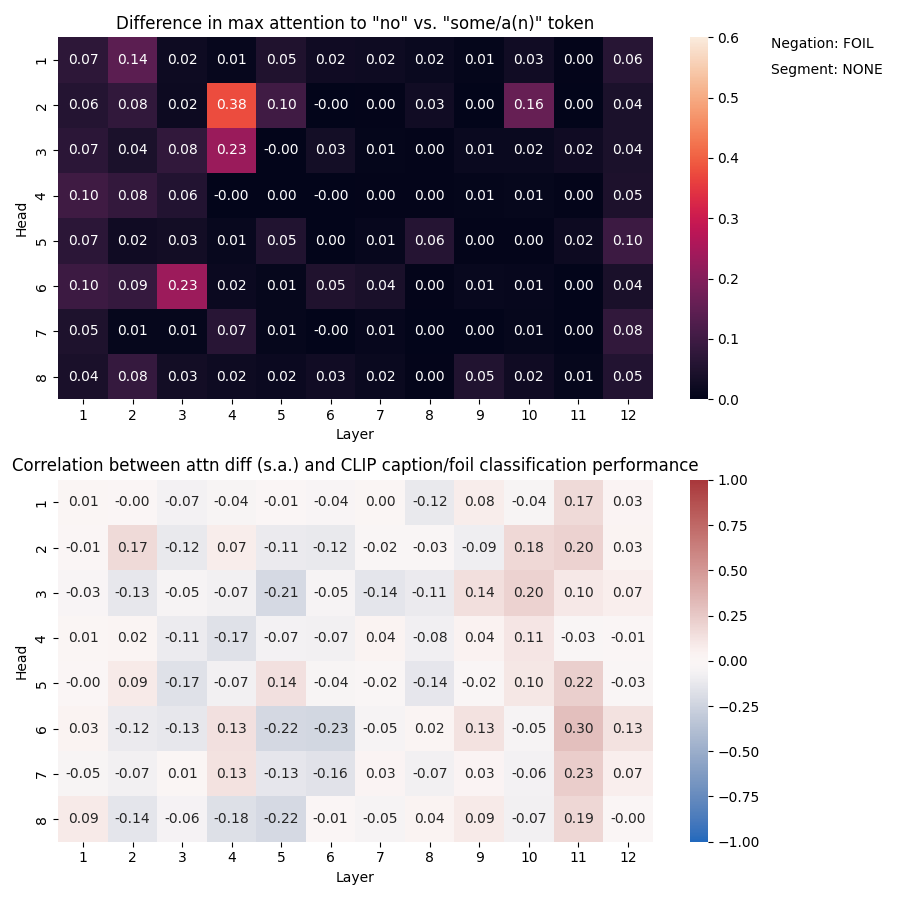 Difference in max attention to "no" vs. "some/a(n)" token
Negation: FOIL
Segment: NONE
Head
1 0.07 0.14 0.02 0.01 0.05 0.02 0.02 0.02 0.01 0.03 0.00 0.06
2 0.06 0.08 0.02 0.38 0.10 -0.00 0.00 0.03 0.00 0.16 0.00 0.04
3 0.07 0.04 0.08 0.23 -0.00 0.03 0.01 0.00 0.01 0.02 0.02 0.04
4 0.10 0.08 0.06 -0.00 0.00 -0.00 0.00 0.00 0.01 0.01 0.00 0.05
5 0.07 0.02 0.03 0.01 0.05 0.00 0.01 0.06 0.00 0.00 0.02 0.10
6 0.10 0.09 0.23 0.02 0.01 0.05 0.04 0.00 0.01 0.01 0.00 0.04
7 0.05 0.01 0.01 0.07 0.01 -0.00 0.01 0.00 0.00 0.01 0.00 0.08
8 0.04 0.08 0.03 0.02 0.02 0.03 0.02 0.00 0.05 0.02 0.01 0.05
1 2 3 4 5 6 7 8 9 10 11 12
Layer
0.6
0.5
0.4
0.3
0.2
0.1
0.0
Correlation between attn diff (s.a.) and CLIP caption/foil classification performance
Head
1 0.01 -0.00 -0.07 -0.04 -0.01 -0.04 0.00 -0.12 0.08 -0.04 0.17 0.03
2 -0.01 0.17 -0.12 0.07 -0.11 -0.12 -0.02 -0.03 -0.09 0.18 0.20 0.03
3 -0.03 -0.13 -0.05 -0.07 -0.21 -0.05 -0.14 -0.11 0.14 0.20 0.10 0.07
4 0.01 0.02 -0.11 -0.17 -0.07 -0.07 0.04 -0.08 0.04 0.11 -0.03 -0.01
5 -0.00 0.09 -0.17 -0.07 0.14 -0.04 -0.02 -0.14 -0.02 0.10 0.22 -0.03
6 0.03 -0.12 -0.13 0.13 -0.22 -0.23 -0.05 0.02 0.13 -0.05 0.30 0.13
7 -0.05 -0.07 0.01 0.13 -0.13 -0.16 0.03 -0.07 0.03 -0.06 0.23 0.07
8 0.09 -0.14 -0.06 -0.18 -0.22 -0.01 -0.05 0.04 0.09 -0.07 0.19 -0.00
1 2 3 4 5 6 7 8 9 10 11 12
Layer
1.00
0.75
0.50
0.25
0.00
−0.25
−0.50
−0.75
−1.00